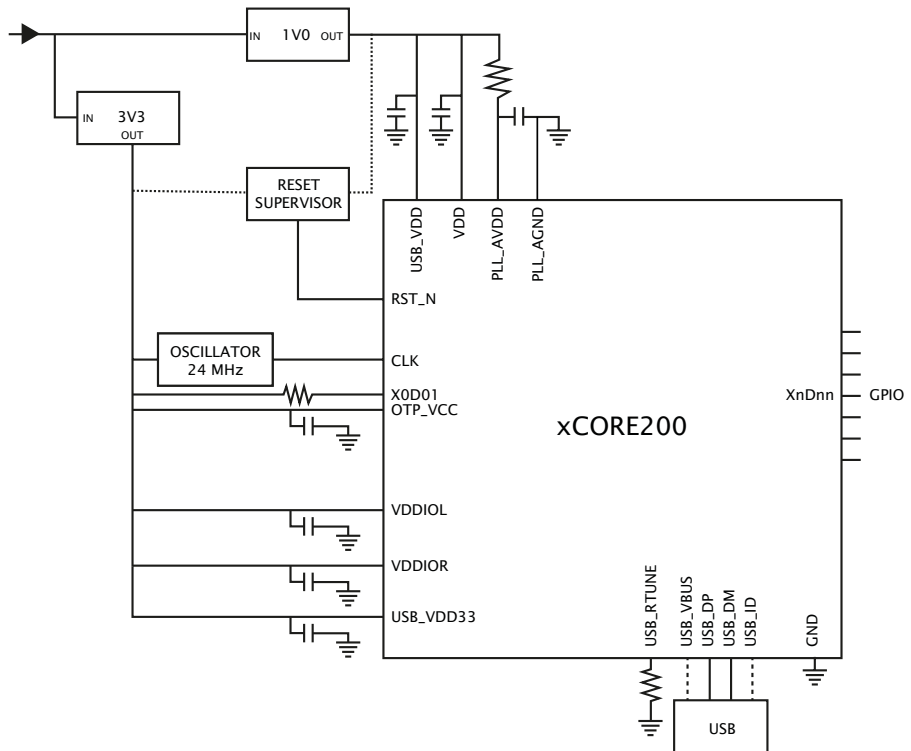 IN 1V0 OUT
IN 3V3
OUT
RESET
SUPERVISOR
USB_VDD
VDD
PLL_AVDD
PLL_AGND
RST_N
OSCILLATOR
24 MHz
CLK
X0D01
OTP_VCC
xCORE200
XnDnn
GPIO
VDDIOL
VDDIOR
USB_VDD33
USB_RTUNE
USB_VBUS
USB_DP
USB_DM
USB_ID
GND
USB